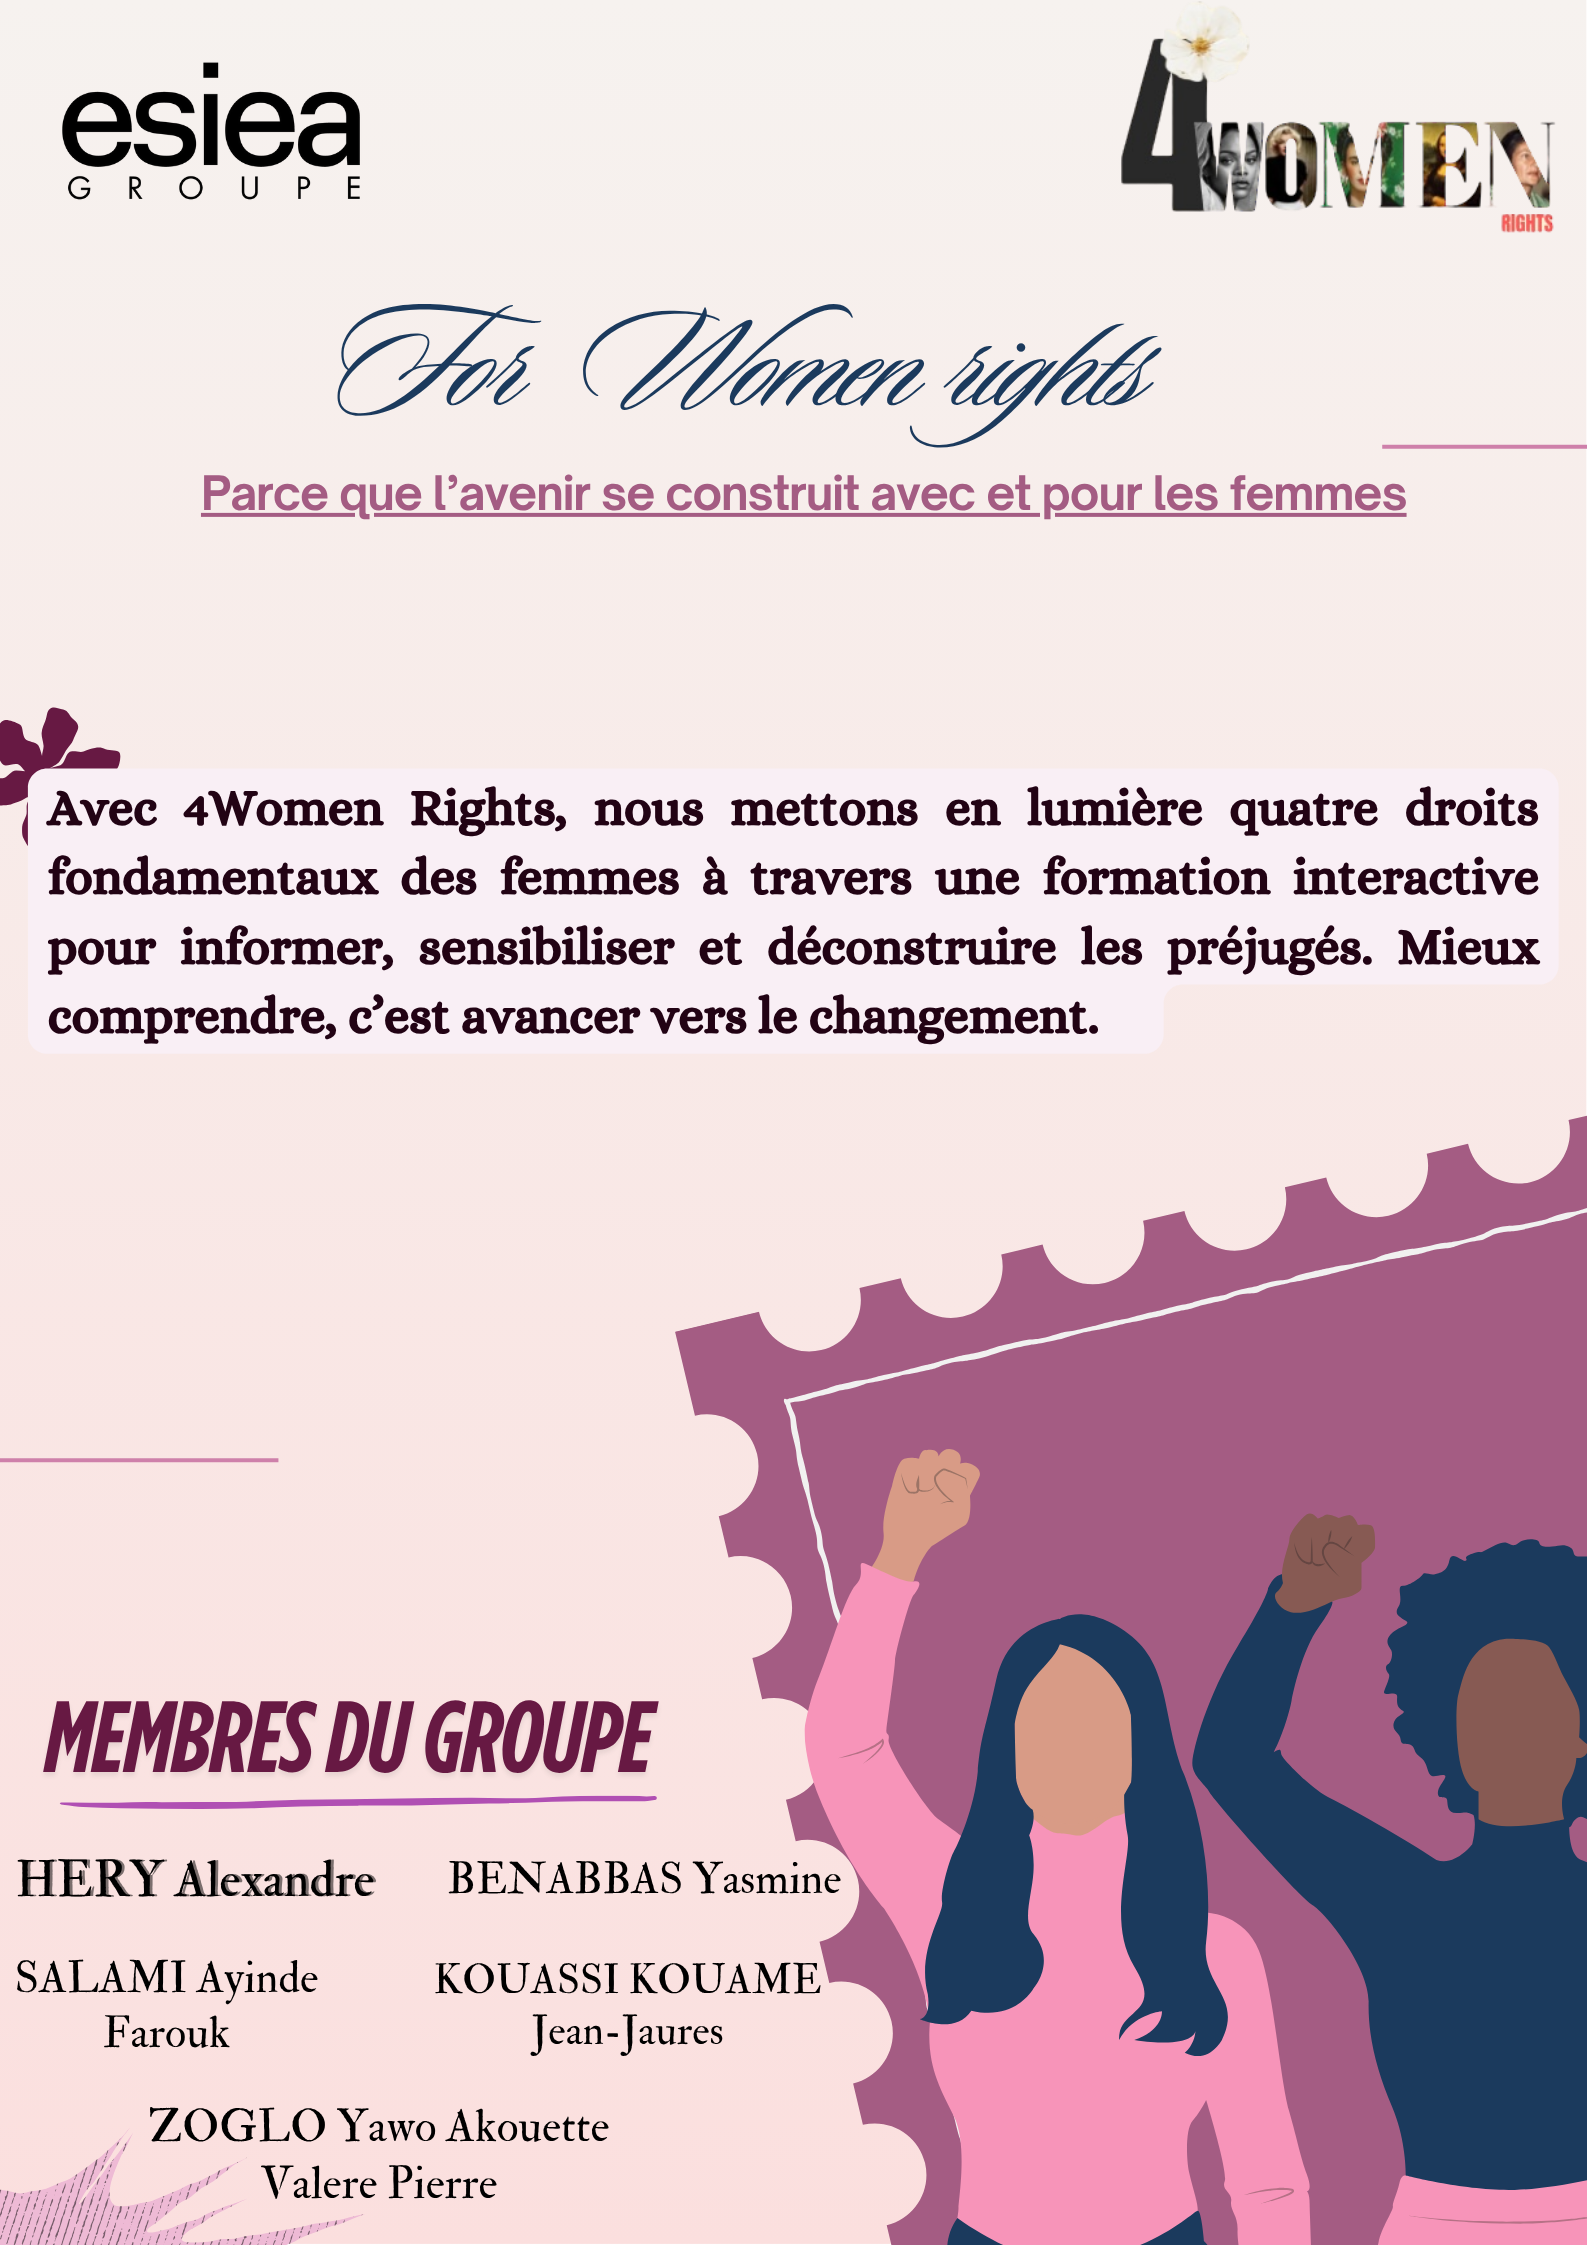 esiea
GROUPE
4WOMEN
RIGHTS
For Women rights
Parce que l’avenir se construit avec et pour les femmes
Avec 4Women Rights, nous mettons en lumière quatre droits
fondamentaux des femmes à travers une formation interactive
pour informer, sensibiliser et déconstruire les préjugés. Mieux
comprendre, c’est avancer vers le changement.
MEMBRES DU GROUPE
HERY Alexandre
BENABBAS Yasmine
SALAMI Ayinde
Farouk
KOUASSI KOUAME
Jean-Jaures
ZOGLO Yawo Akouette
Valere Pierre